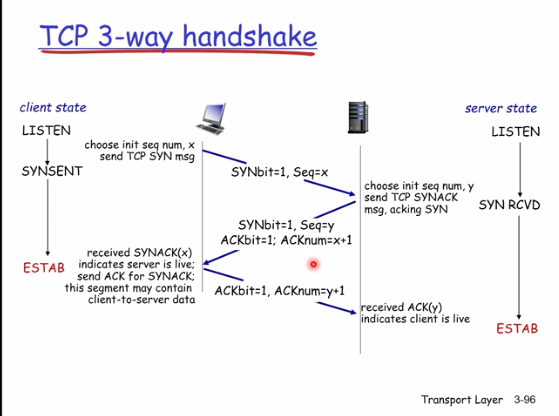 TCP 3-way handshake
client state
server state
LISTEN
LISTEN
choose init seq num, x
send TCP SYN msg
SYNSENT
SYNbit=1, Seq=x
choose init seq num, y
send TCP SYNACK
msg, acking SYN
SYN RCVD
SYNbit=1, Seq=y
ACKbit=1; ACKnum=x+1
received SYNACK(x)
indicates server is live;
send ACK for SYNACK;
this segment may contain
client-to-server data
ESTAB
ACKbit=1, ACKnum=y+1
received ACK(y)
indicates client is live
ESTAB
Transport Layer 3-96